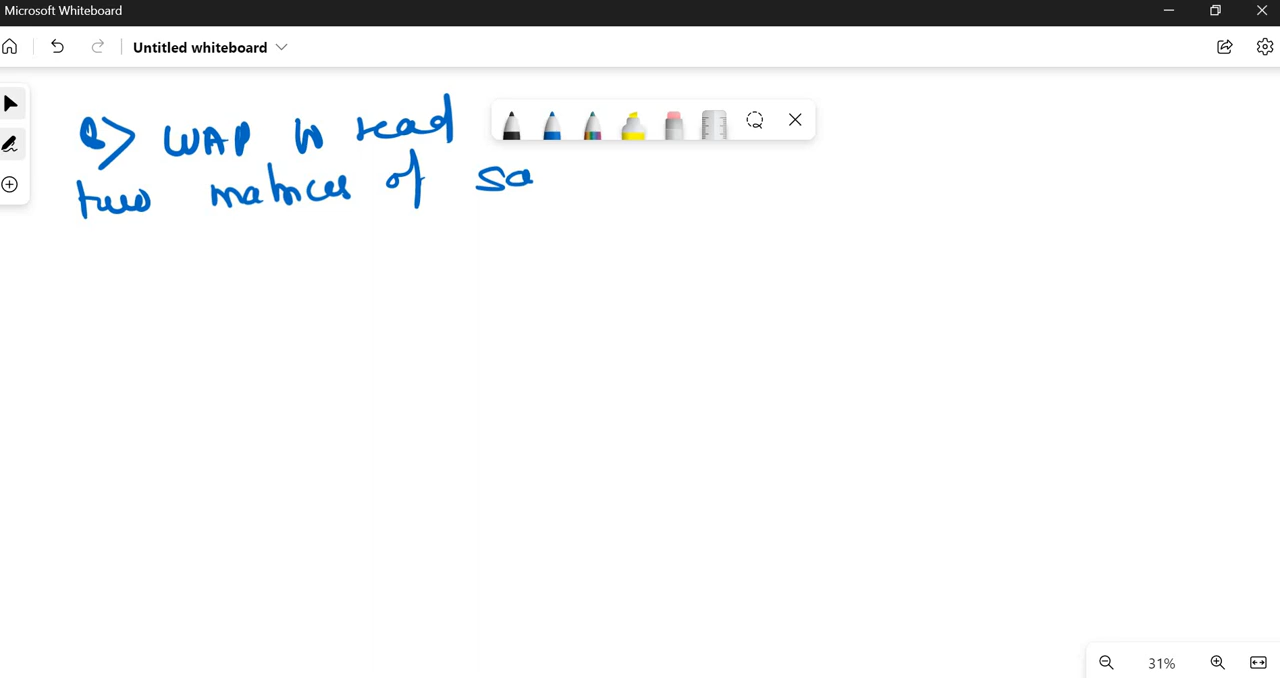 Microsoft Whiteboard
Untitled whiteboard
Q> WAP to read
two matrices of sa
31%